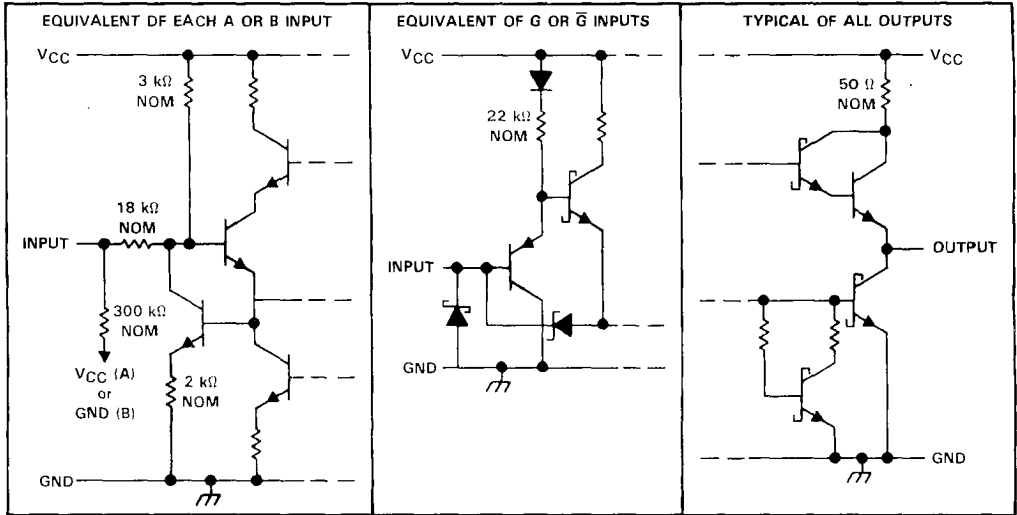 EQUIVALENT DF EACH A OR B INPUT
VCC
3 kΩ
NOM
18 kΩ
NOM
INPUT
300 kΩ
NOM
VCC (A)
or
GND (B)
2 kΩ
NOM
GND
EQUIVALENT OF G OR G̅ INPUTS
VCC
22 kΩ
NOM
INPUT
GND
TYPICAL OF ALL OUTPUTS
VCC
50 Ω
NOM
OUTPUT
GND